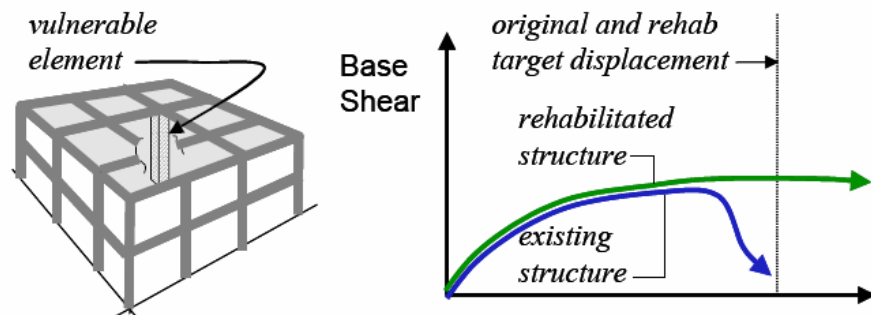 vulnerable
element
Base
Shear
original and rehab
target displacement
rehabilitated
structure
existing
structure